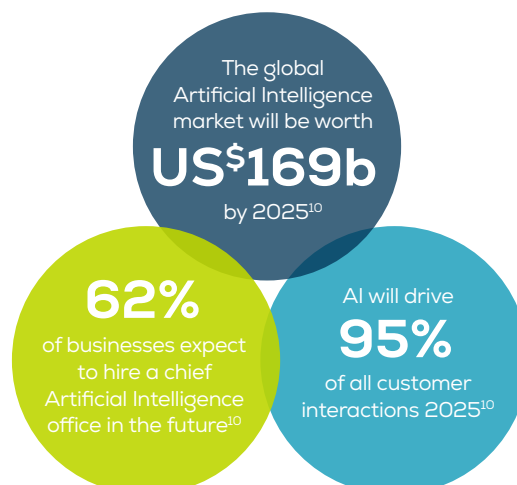 The global
Artificial Intelligence
market will be worth
US$169b
by 2025¹⁰
62%
of businesses expect
to hire a chief
Artificial Intelligence
office in the future¹⁰
AI will drive
95%
of all customer
interactions 2025¹⁰